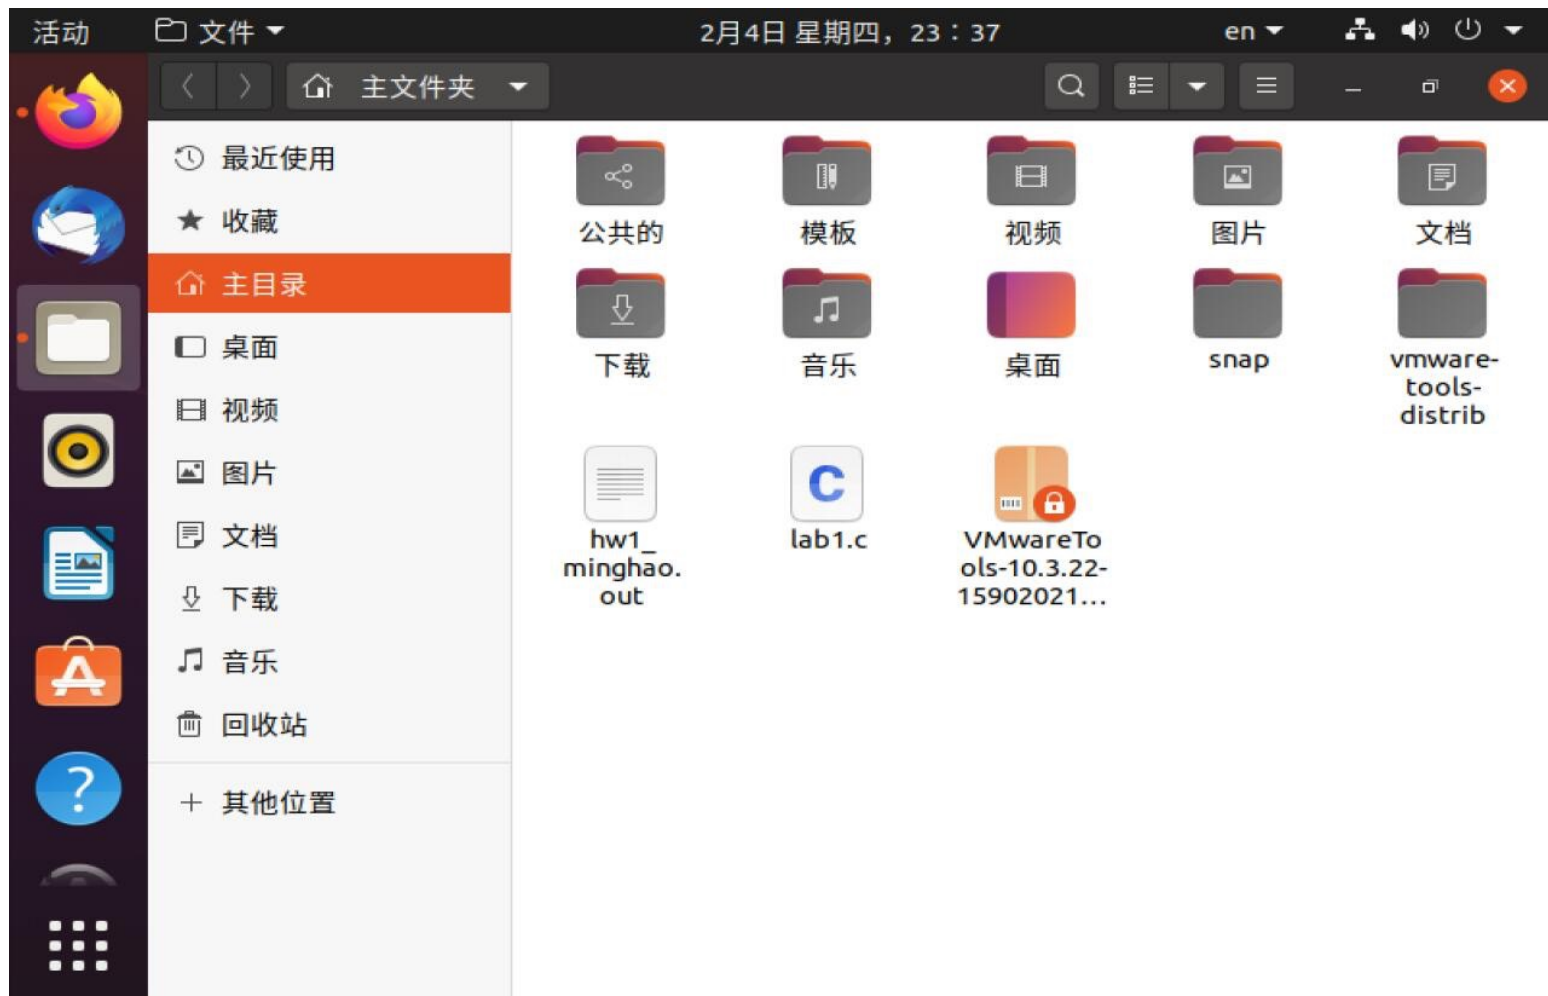 活动
文件
2月4日 星期四，23：37
en
主文件夹
最近使用
收藏
主目录
桌面
视频
图片
文档
下载
音乐
回收站
其他位置
公共的
模板
视频
图片
文档
下载
音乐
桌面
snap
vmware-
tools-
distrib
hw1_
minghao.
out
lab1.c
VMwareTo
ols-10.3.22-
15902021...